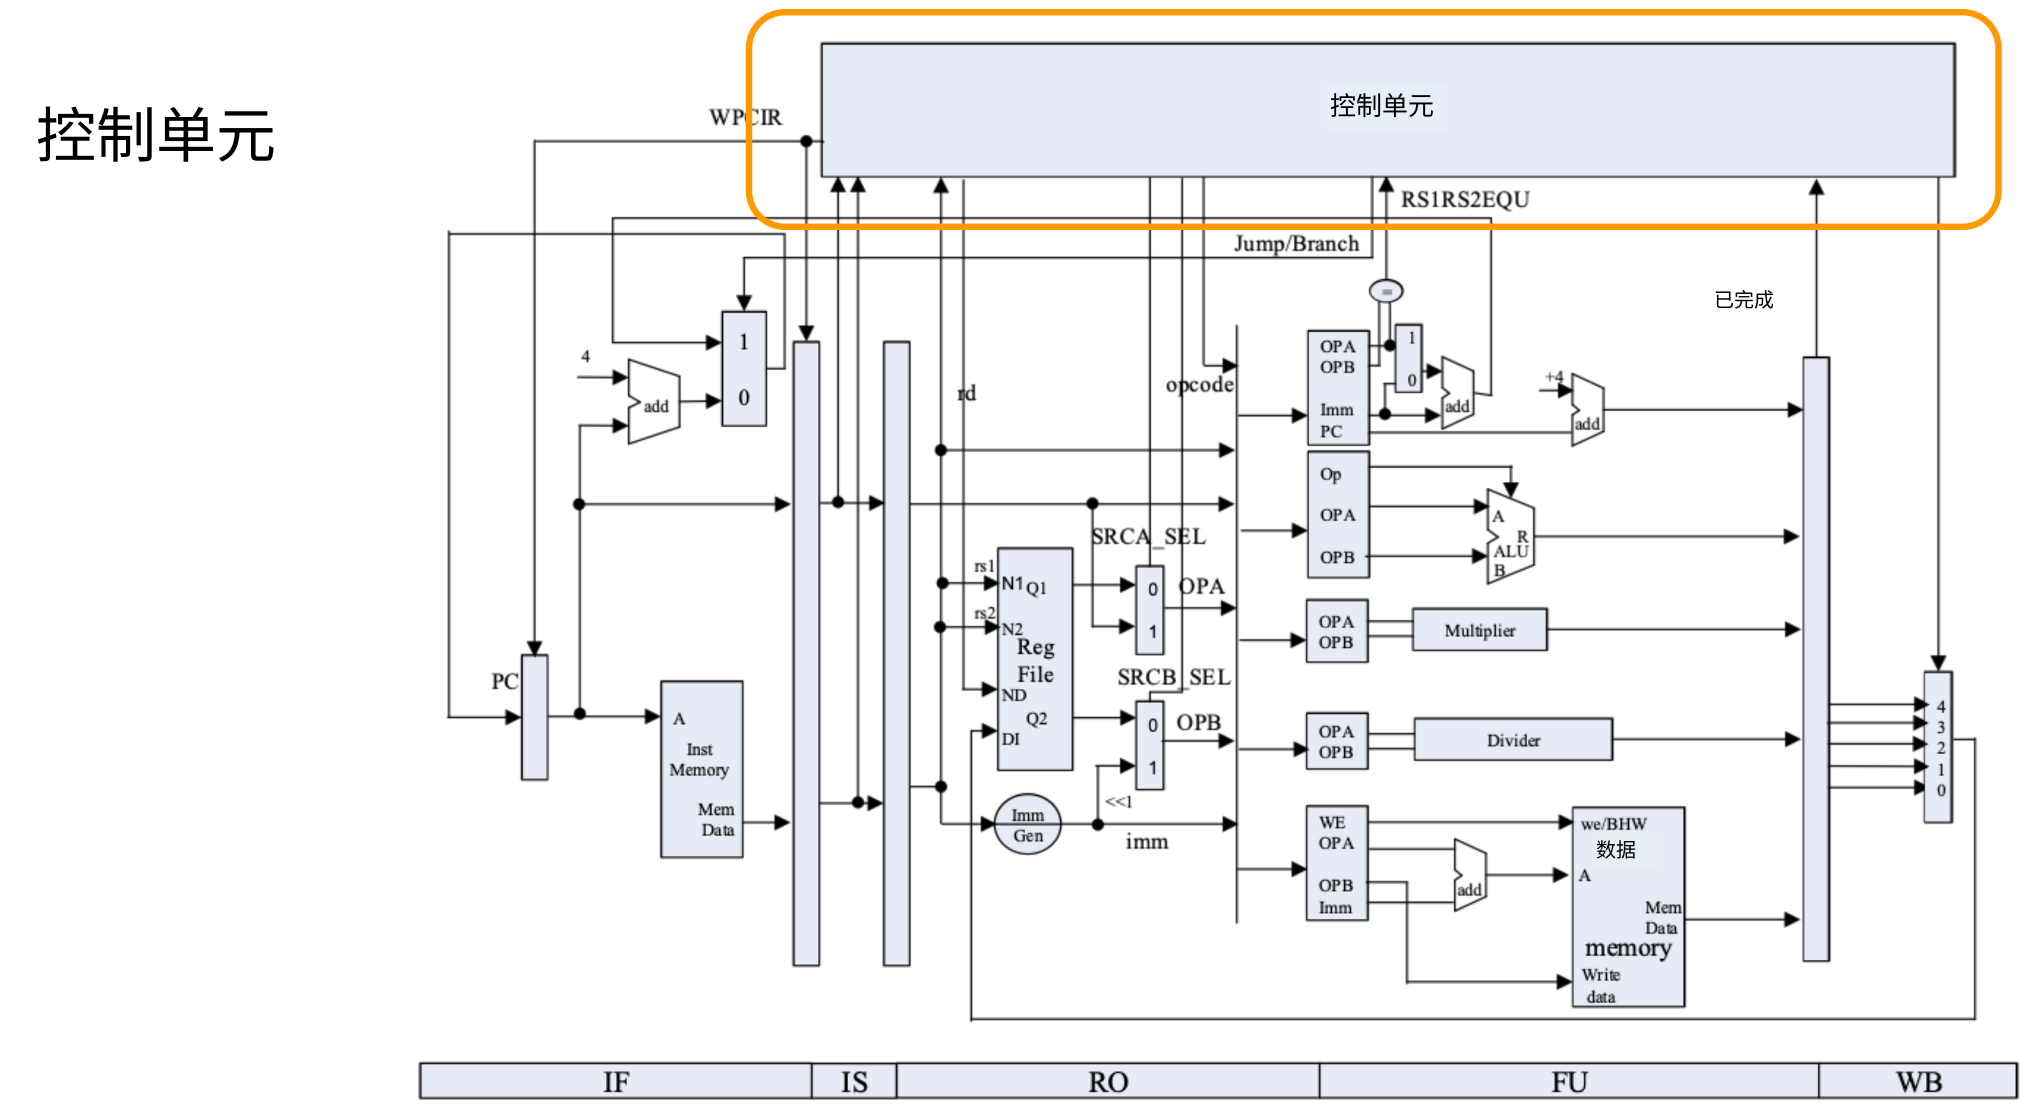 控制单元
控制单元
WPCIR
RS1RS2EQU
Jump/Branch
=
已完成
1
0
4
add
rd
opcode
OPA
OPB
Imm
PC
1
0
add
+4
add
Op
OPA
OPB
A
R
ALU
B
SRCA_SEL
rs1
N1 Q1
rs2
N2
Reg
File
ND
Q2
DI
0
1
OPA
SRCB_SEL
0
1
OPB
<<1
Imm
Gen
imm
OPA
OPB
Multiplier
OPA
OPB
Divider
PC
A
Inst
Memory
Mem
Data
WE
OPA
OPB
Imm
add
we/BHW
数据
A
Mem
Data
memory
Write
data
4
3
2
1
0
IF IS RO FU WB